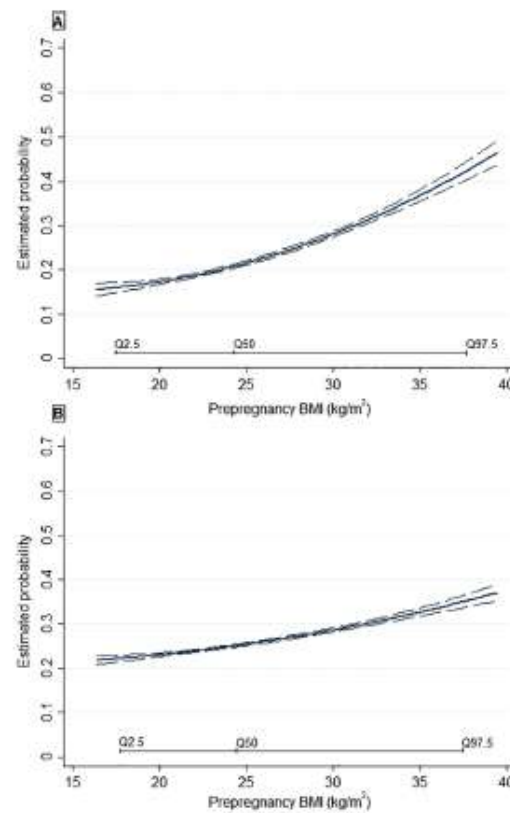 A
Estimated probability
0.7
0.6
0.5
0.4
0.3
0.2
0.1
0
Q2.5 Q50 Q97.5
15 20 25 30 35 40
Prepregnancy BMI (kg/m²)
B
Estimated probability
0.7
0.6
0.5
0.4
0.3
0.2
0.1
0
Q2.5 Q50 Q97.5
15 20 25 30 35 40
Prepregnancy BMI (kg/m²)